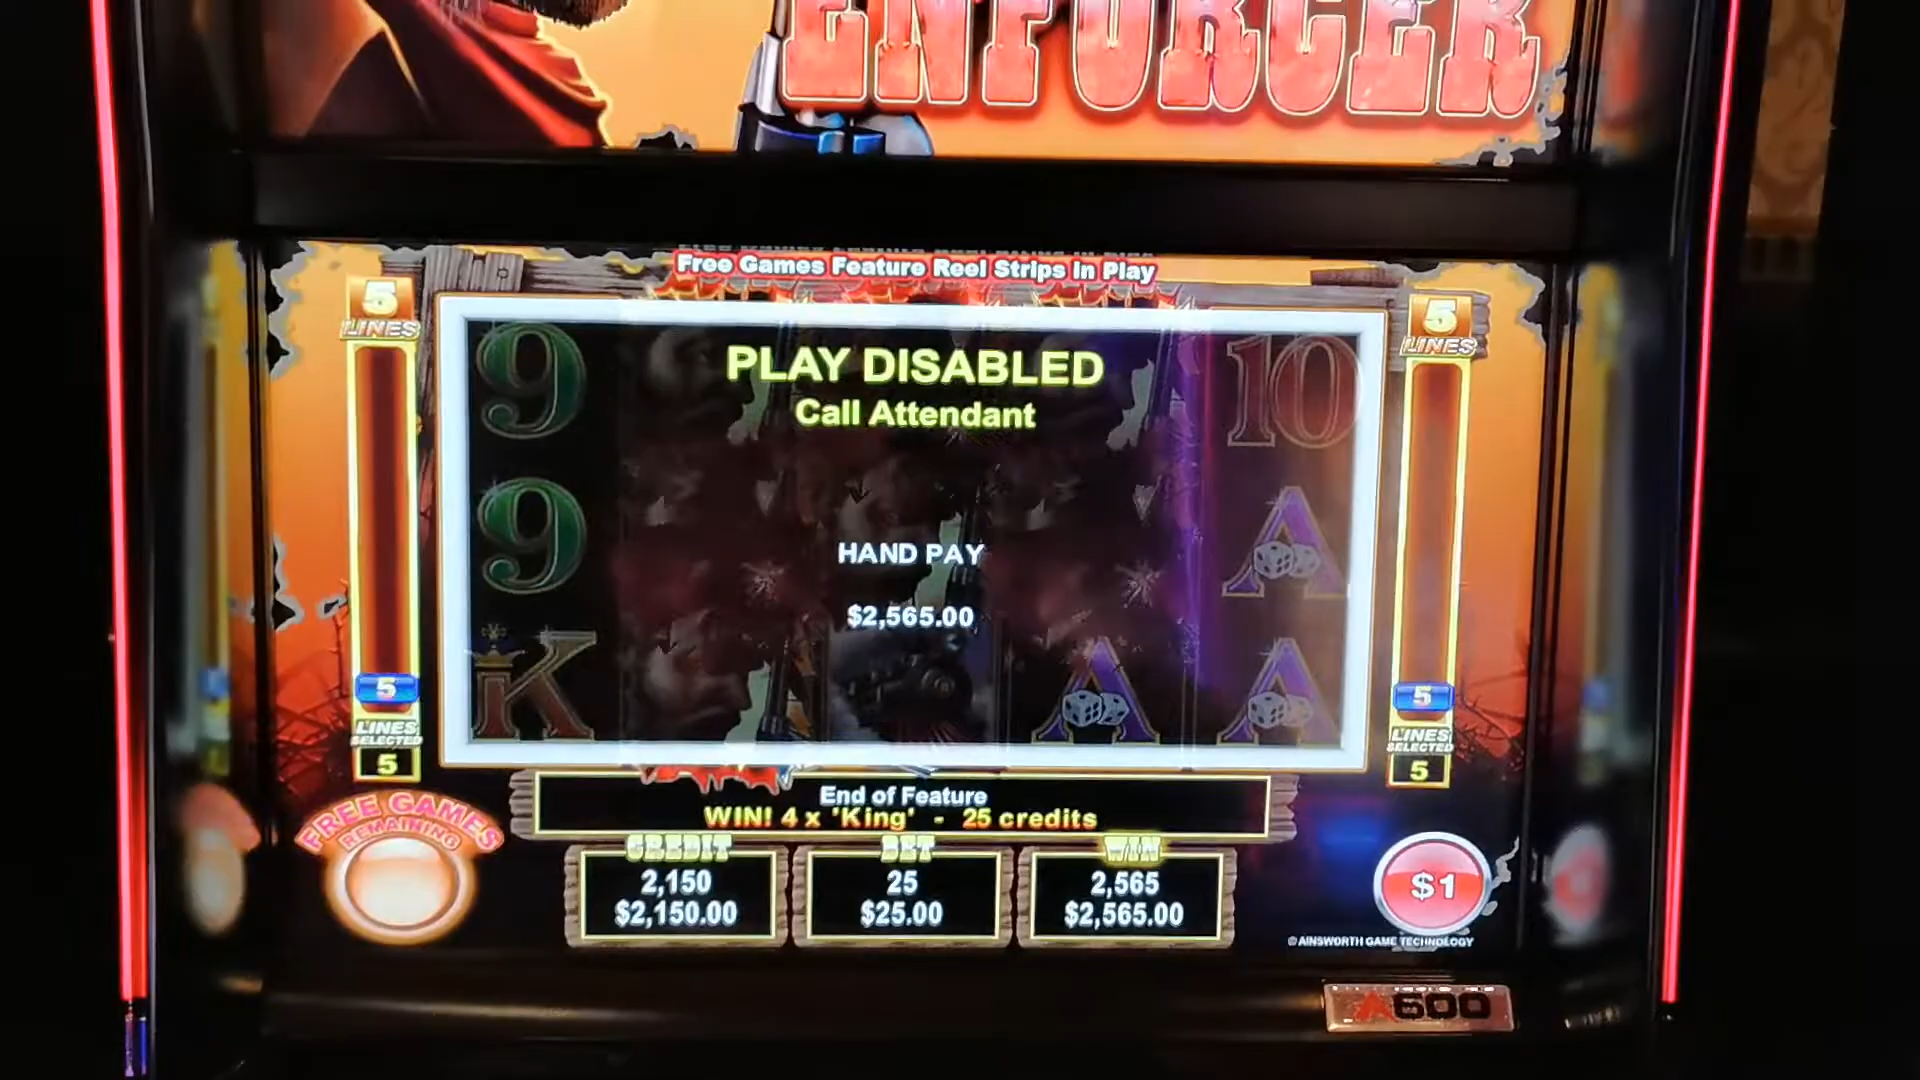 ENFORCER
Free Games Feature Reel Strips In Play
5
LINES
5
LINES
9
10
PLAY DISABLED
Call Attendant
9
A
HAND PAY
$2,565.00
K
A
A
5
LINES
SELECTED
5
5
LINES
SELECTED
5
FREE GAMES
REMAINING
End of Feature
WIN! 4 x 'King' - 25 credits
CREDIT
BET
WIN
2,150
25
2,565
$2,150.00
$25.00
$2,565.00
$1
© AINSWORTH GAME TECHNOLOGY
A600